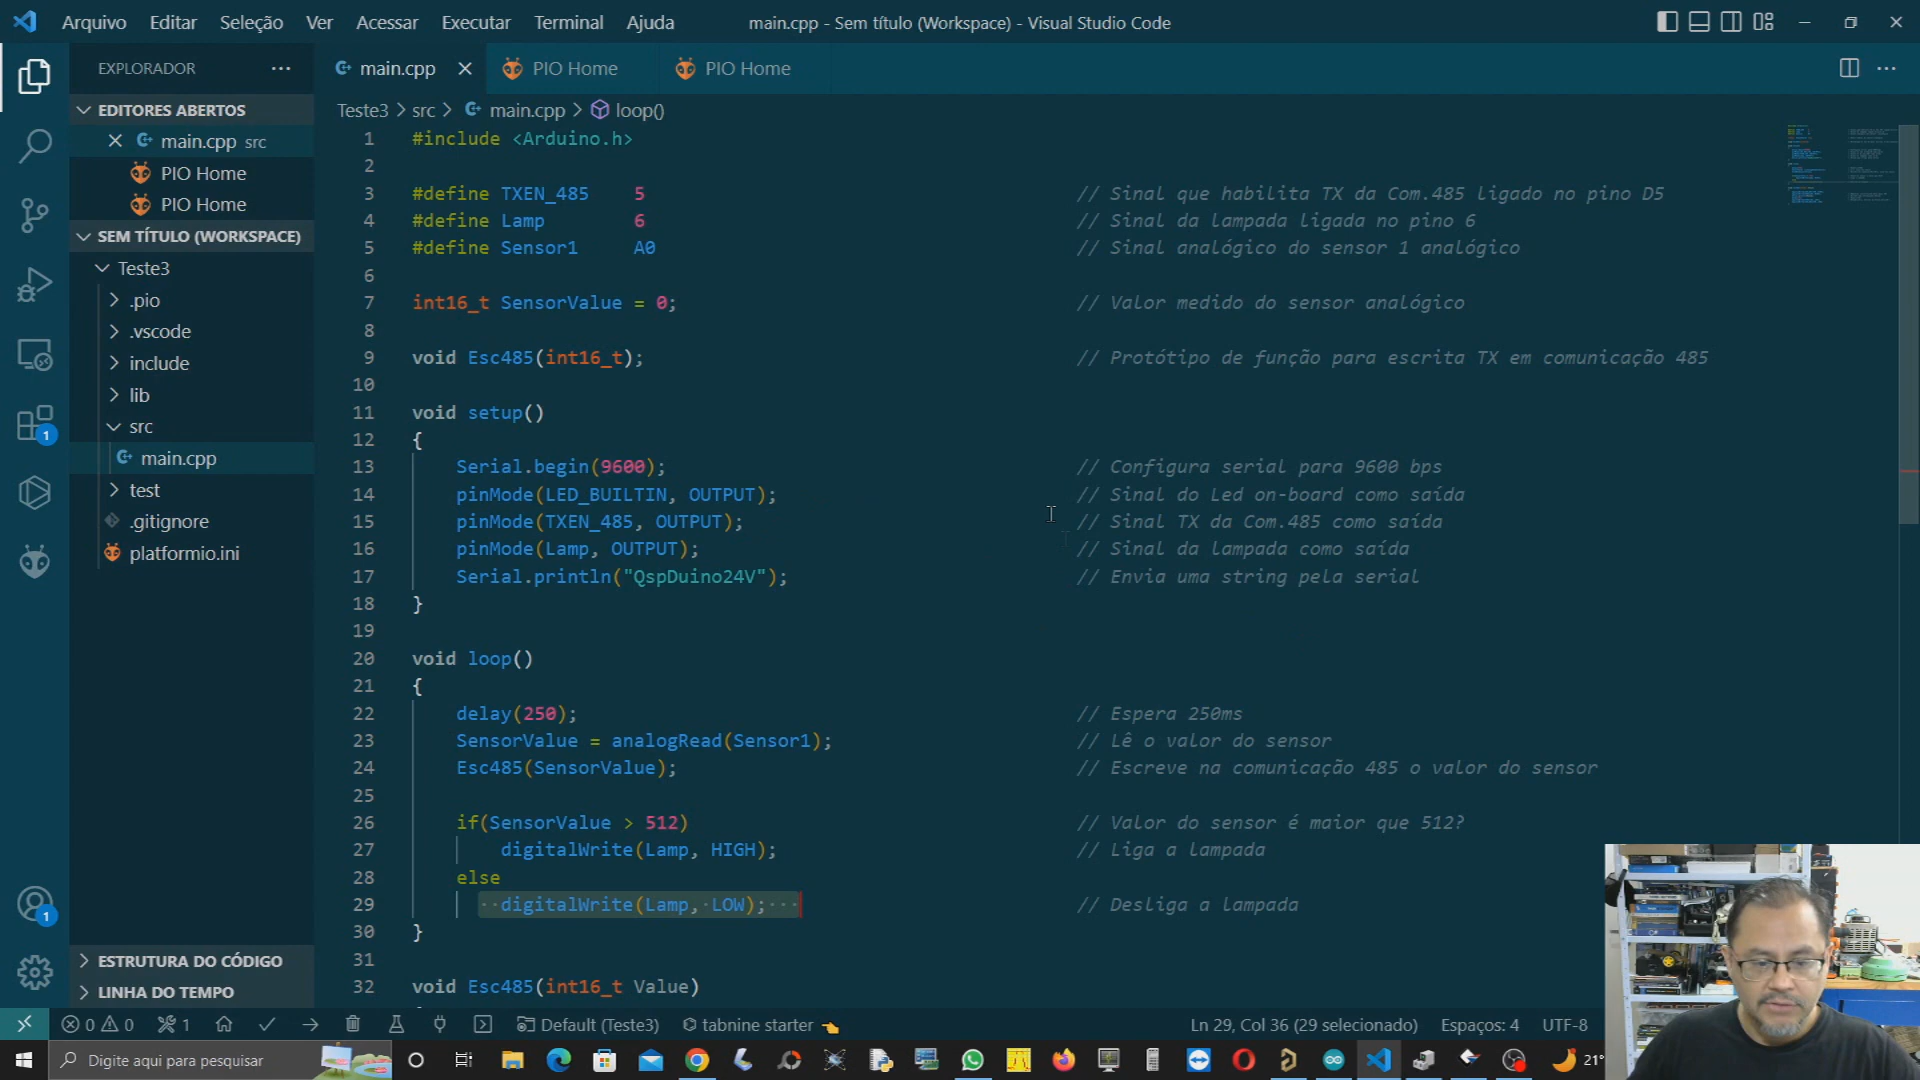 Arquivo Editar Seleção Ver Acessar Executar Terminal Ajuda main.cpp - Sem título (Workspace) - Visual Studio Code
EXPLORADOR ···
main.cpp PIO Home PIO Home
EDITORES ABERTOS
main.cpp src
PIO Home
PIO Home
SEM TÍTULO (WORKSPACE)
Teste3
.pio
.vscode
include
lib
src
main.cpp
test
.gitignore
platformio.ini
ESTRUTURA DO CÓDIGO
LINHA DO TEMPO
1
1
Teste3 > src > main.cpp > loop()
1 #include <Arduino.h>
2
3 #define TXEN_485 5 // Sinal que habilita TX da Com.485 ligado no pino D5
4 #define Lamp 6 // Sinal da lampada ligada no pino 6
5 #define Sensor1 A0 // Sinal analógico do sensor 1 analógico
6
7 int16_t SensorValue = 0; // Valor medido do sensor analógico
8
9 void Esc485(int16_t); // Protótipo de função para escrita TX em comunicação 485
10
11 void setup()
12 {
13 Serial.begin(9600); // Configura serial para 9600 bps
14 pinMode(LED_BUILTIN, OUTPUT); // Sinal do Led on-board como saída
15 pinMode(TXEN_485, OUTPUT); // Sinal TX da Com.485 como saída
16 pinMode(Lamp, OUTPUT); // Sinal da lampada como saída
17 Serial.println("QspDuino24V"); // Envia uma string pela serial
18 }
19
20 void loop()
21 {
22 delay(250); // Espera 250ms
23 SensorValue = analogRead(Sensor1); // Lê o valor do sensor
24 Esc485(SensorValue); // Escreve na comunicação 485 o valor do sensor
25
26 if(SensorValue > 512) // Valor do sensor é maior que 512?
27 digitalWrite(Lamp, HIGH); // Liga a lampada
28 else
29 digitalWrite(Lamp, LOW); // Desliga a lampada
30 }
31
32 void Esc485(int16_t Value)
0 0 1 Default (Teste3) tabnine starter Ln 29, Col 36 (29 selecionado) Espaços: 4 UTF-8
Digite aqui para pesquisar 21°